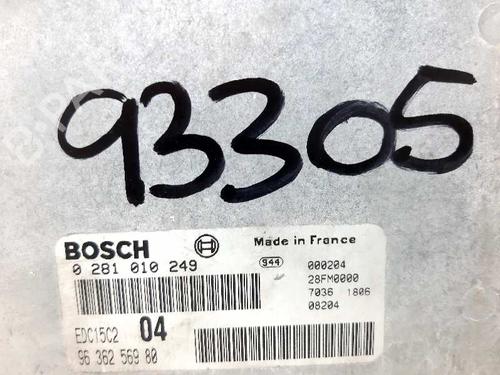 93305
BOSCH
Made in France
0 281 010 249
944
000204
28FM0000
7036 1806
08204
EDC15C2 04
96 362 569 80